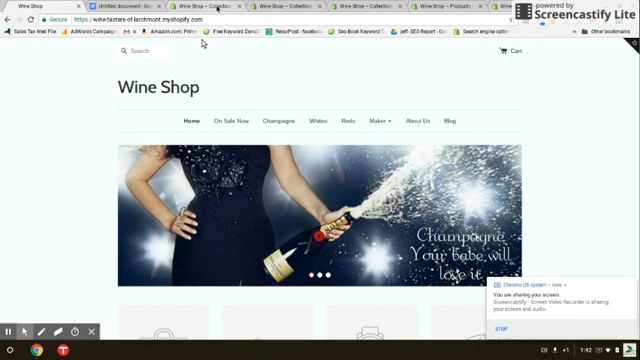 Wine Shop
Untitled document - Goo
Wine Shop ~ Collection
Wine Shop ~ Collection
Wine Shop ~ Collection
Wine Shop ~ Products
Wine
powered by
Screencastify Lite
Secure
https://wine-tasters-of-larchmont.myshopify.com
Sales Tax Web File
AdWords Campaign
Amazon.com: Prime
Free Keyword Densit
ResurPost - facebook
Seo Book Keyword S
Jeff- SEO Report - G
Search engine optim
Other bookmarks
Search
Cart
Wine Shop
Home
On Sale Now
Champagne
Whites
Reds
Maker
About Us
Blog
Champagne
Your babe will
love it
Chrome OS system • now
You are sharing your screen
Screencastify - Screen Video Recorder is sharing
your screen and audio.
STOP
+1
1:42